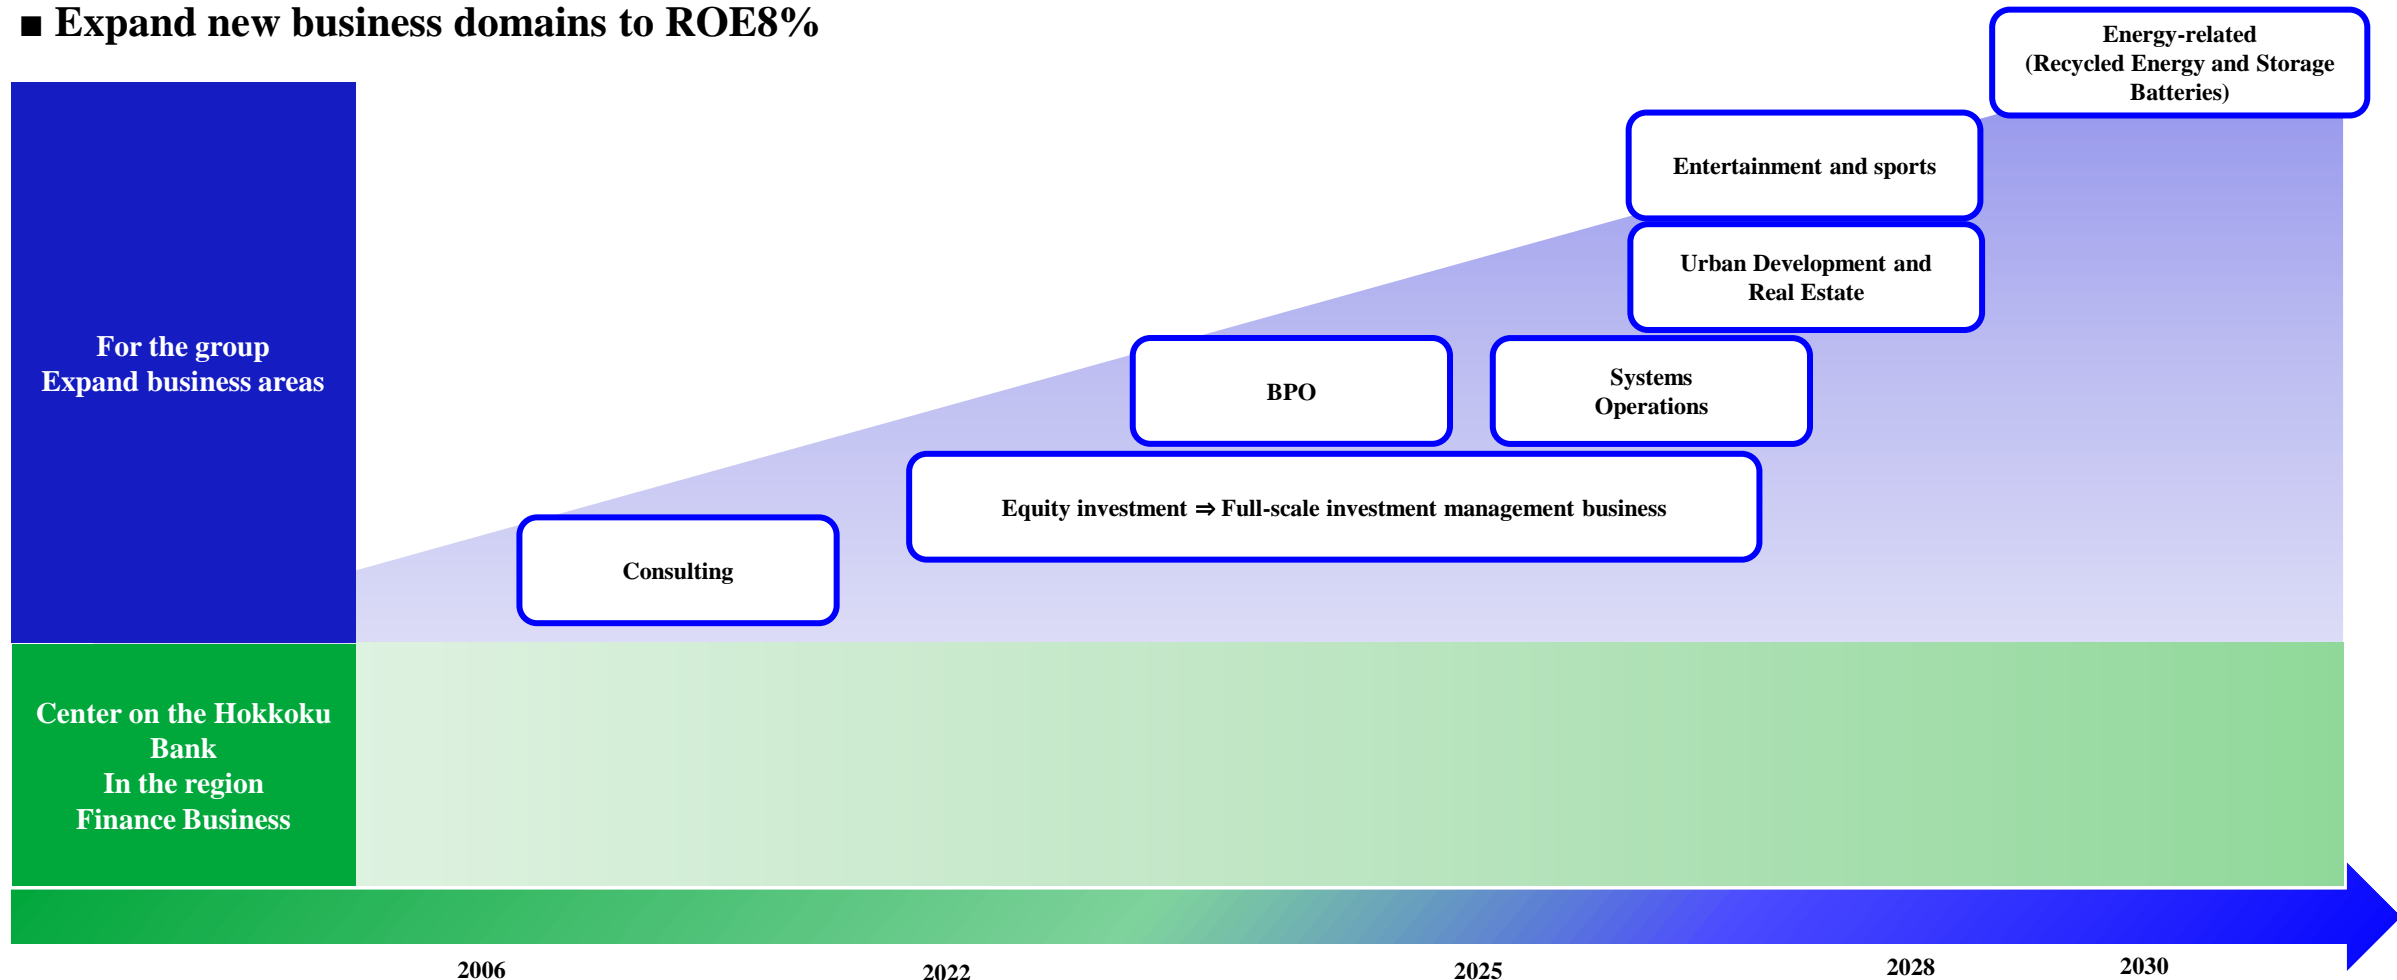 ■ Expand new business domains to ROE8%
Energy-related
(Recycled Energy and Storage
Batteries)
Entertainment and sports
Urban Development and
Real Estate
For the group
Expand business areas
BPO
Systems
Operations
Equity investment ⇒ Full-scale investment management business
Consulting
Center on the Hokkoku
Bank
In the region
Finance Business
2006
2022
2025
2028
2030